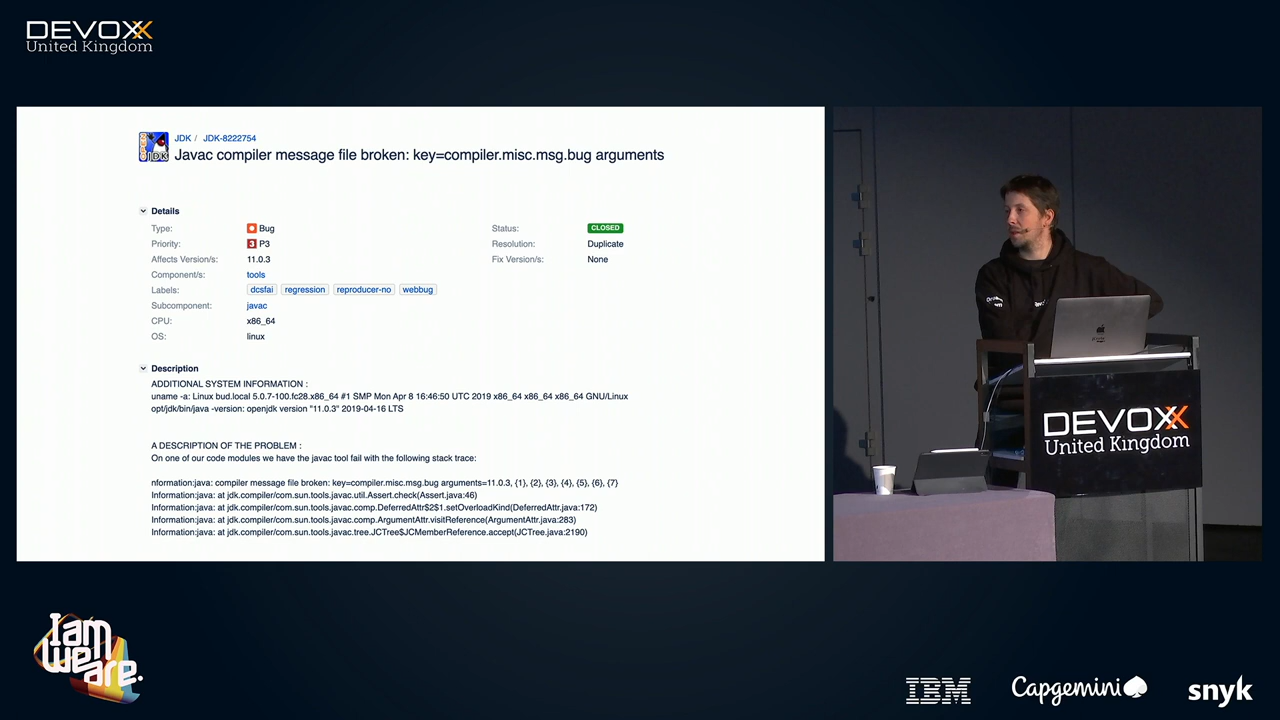 DEVOXX
United Kingdom
JDK / JDK-8222754
Javac compiler message file broken: key=compiler.misc.msg.bug arguments
Details
Type: Bug
Status: CLOSED
Priority: P3
Resolution: Duplicate
Affects Version/s: 11.0.3
Fix Version/s: None
Component/s: tools
Labels: dcsfai regression reproducer-no webbug
Subcomponent: javac
CPU: x86_64
OS: linux
Description
ADDITIONAL SYSTEM INFORMATION :
uname -a: Linux bud.local 5.0.7-100.fc28.x86_64 #1 SMP Mon Apr 8 16:46:50 UTC 2019 x86_64 x86_64 x86_64 GNU/Linux
opt/jdk/bin/java -version: openjdk version "11.0.3" 2019-04-16 LTS
A DESCRIPTION OF THE PROBLEM :
On one of our code modules we have the javac tool fail with the following stack trace:
nformation:java: compiler message file broken: key=compiler.misc.msg.bug arguments=11.0.3, {1}, {2}, {3}, {4}, {5}, {6}, {7}
Information:java: at jdk.compiler/com.sun.tools.javac.util.Assert.check(Assert.java:46)
Information:java: at jdk.compiler/com.sun.tools.javac.comp.DeferredAttr$2$1.setOverloadKind(DeferredAttr.java:172)
Information:java: at jdk.compiler/com.sun.tools.javac.comp.ArgumentAttr.visitReference(ArgumentAttr.java:283)
Information:java: at jdk.compiler/com.sun.tools.javac.tree.JCTree$JCMemberReference.accept(JCTree.java:2190)
DEVOXX
United Kingdom
I am
We are.
IBM
Capgemini
snyk